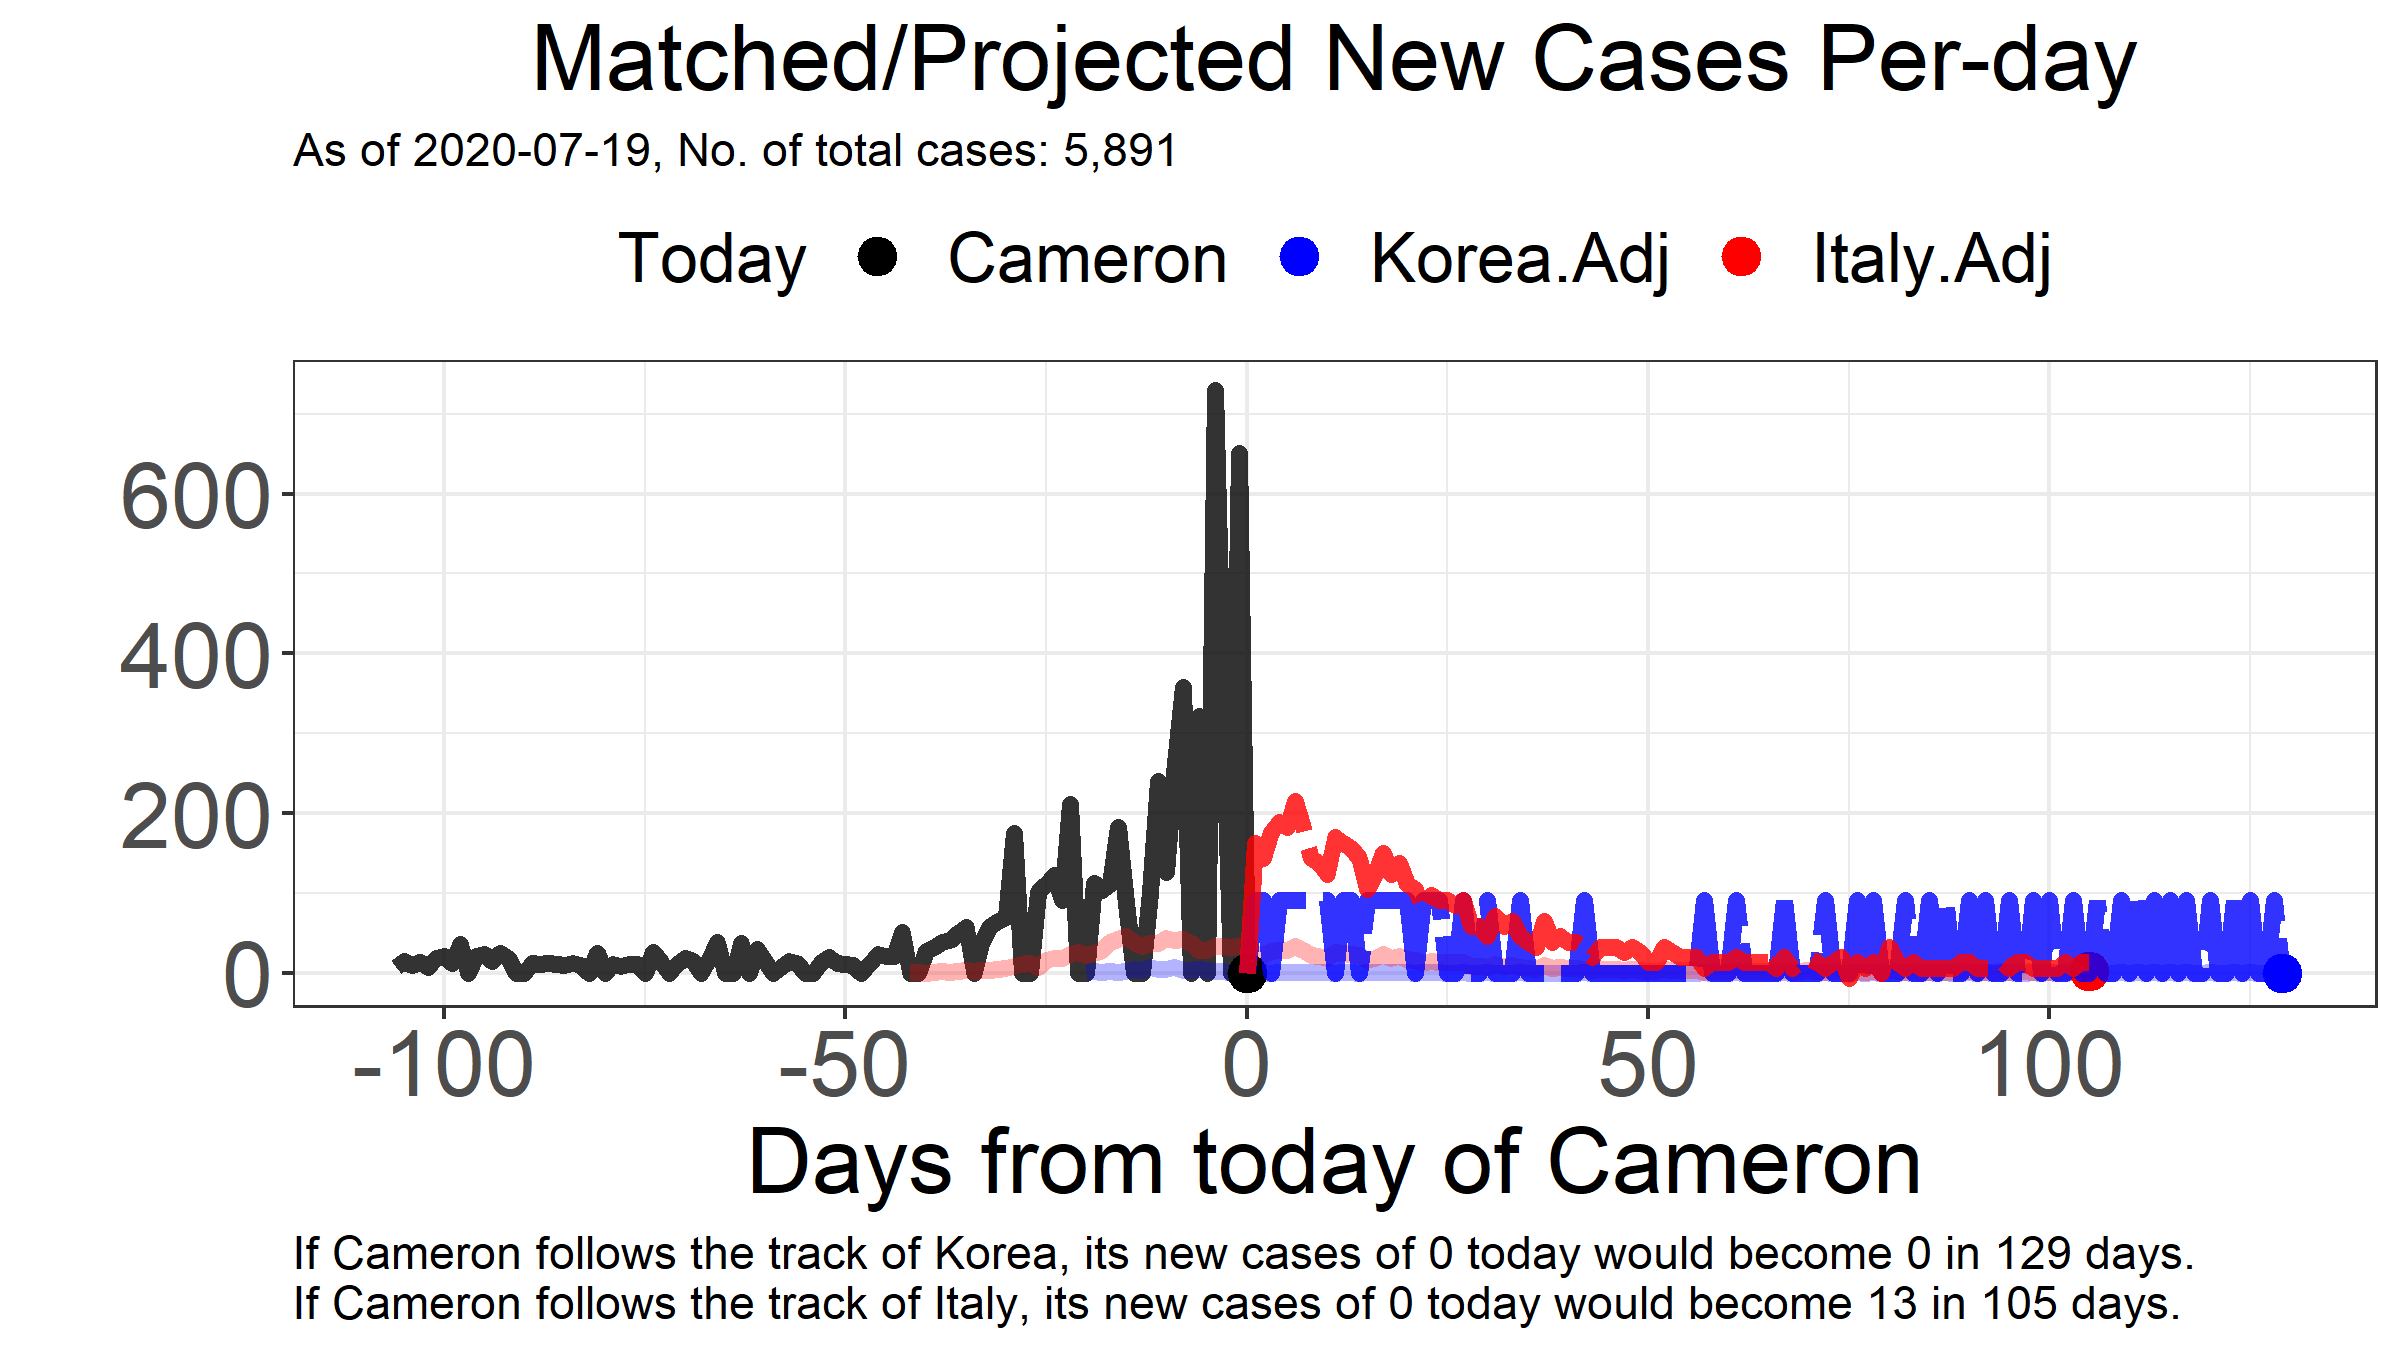 Matched/Projected New Cases Per-day
As of 2020-07-19, No. of total cases: 5,891
Today Cameron Korea.Adj Italy.Adj
600
400
200
0
-100 -50 0 50 100
Days from today of Cameron
If Cameron follows the track of Korea, its new cases of 0 today would become 0 in 129 days.
If Cameron follows the track of Italy, its new cases of 0 today would become 13 in 105 days.